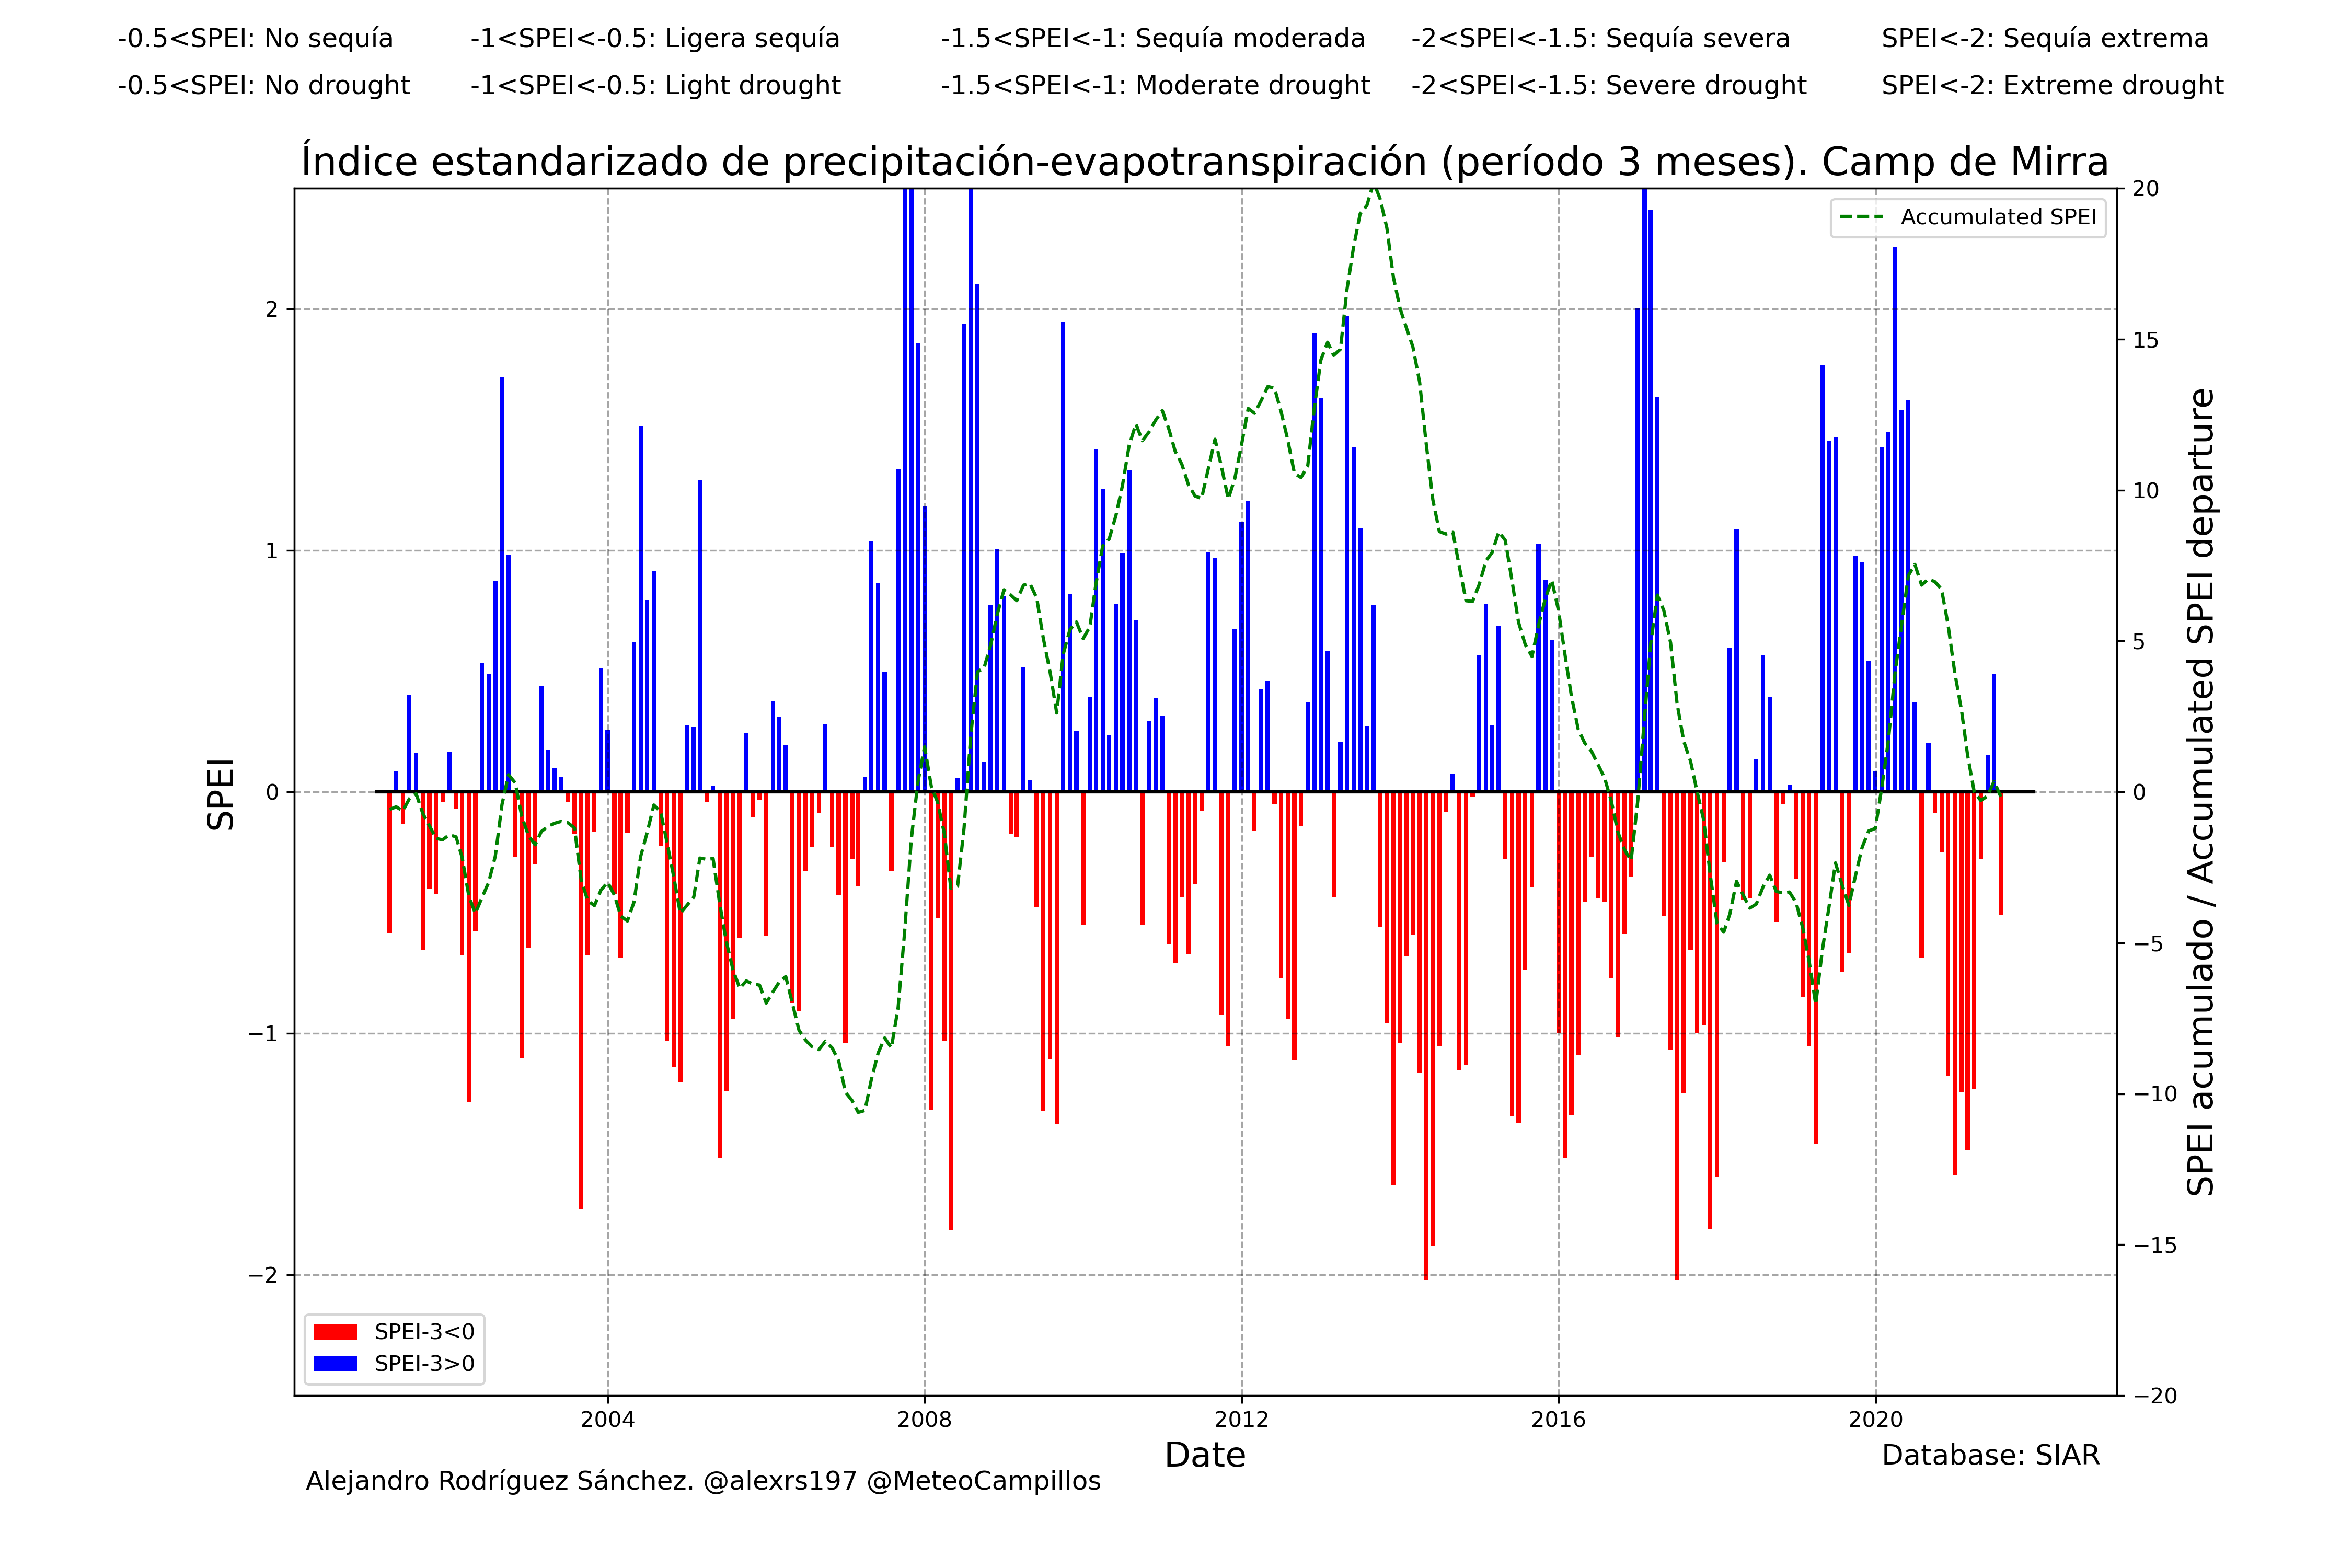 -0.5<SPEI: No sequía -1<SPEI<-0.5: Ligera sequía -1.5<SPEI<-1: Sequía moderada -2<SPEI<-1.5: Sequía severa SPEI<-2: Sequía extrema
-0.5<SPEI: No drought -1<SPEI<-0.5: Light drought -1.5<SPEI<-1: Moderate drought -2<SPEI<-1.5: Severe drought SPEI<-2: Extreme drought
Índice estandarizado de precipitación-evapotranspiración (período 3 meses). Camp de Mirra
Accumulated SPEI
SPEI
2
1
0
−1
−2
20
15
10
5
0
−5
−10
−15
−20
SPEI acumulado / Accumulated SPEI departure
SPEI-3<0
SPEI-3>0
2004 2008 2012 2016 2020
Date
Database: SIAR
Alejandro Rodríguez Sánchez. @alexrs197 @MeteoCampillos